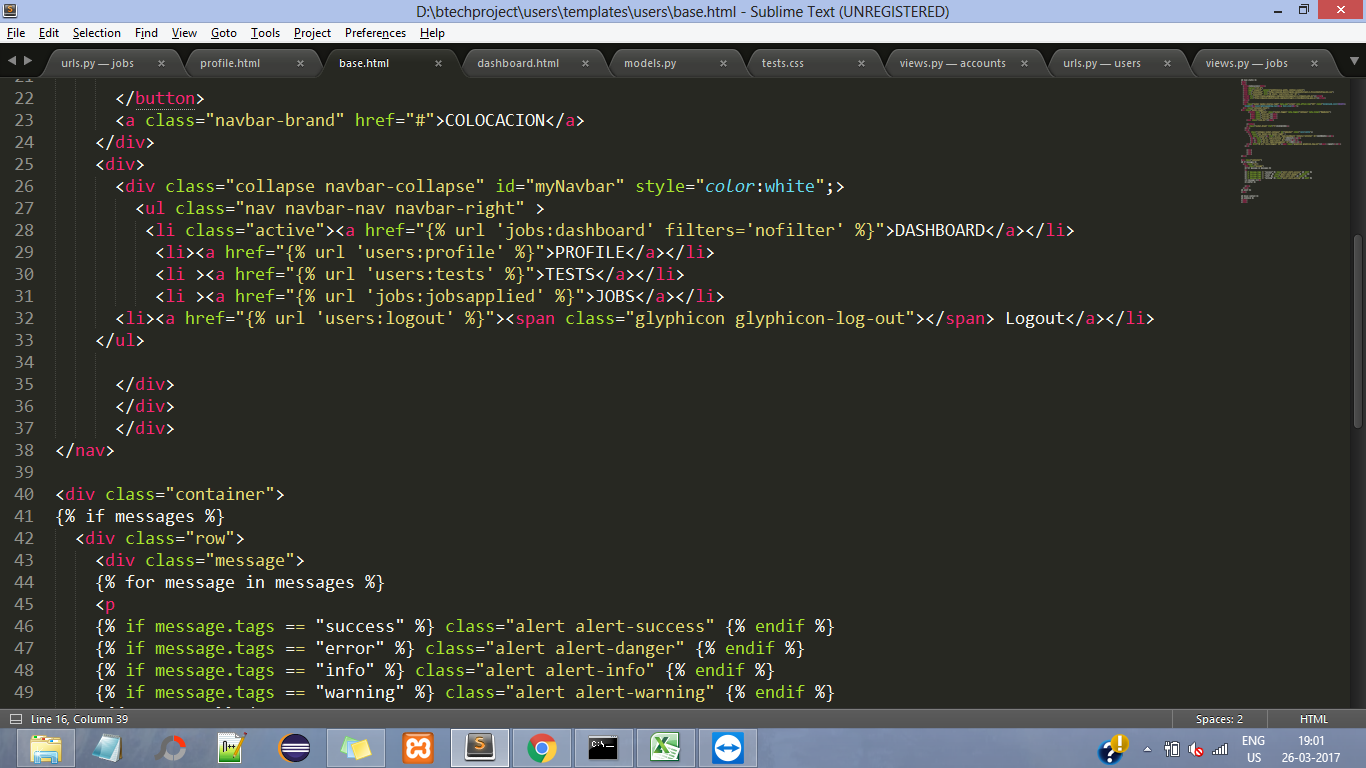 D:\btechproject\users\templates\users\base.html - Sublime Text (UNREGISTERED)
File Edit Selection Find View Goto Tools Project Preferences Help
urls.py — jobs × profile.html × base.html × dashboard.html × models.py × tests.css × views.py — accounts × urls.py — users × views.py — jobs ×
21
22 </button>
23 <a class="navbar-brand" href="#">COLOCACION</a>
24 </div>
25 <div>
26 <div class="collapse navbar-collapse" id="myNavbar" style="color:white";>
27 <ul class="nav navbar-nav navbar-right" >
28 <li class="active"><a href="{% url 'jobs:dashboard' filters='nofilter' %}">DASHBOARD</a></li>
29 <li><a href="{% url 'users:profile' %}">PROFILE</a></li>
30 <li ><a href="{% url 'users:tests' %}">TESTS</a></li>
31 <li ><a href="{% url 'jobs:jobsapplied' %}">JOBS</a></li>
32 <li><a href="{% url 'users:logout' %}"><span class="glyphicon glyphicon-log-out"></span> Logout</a></li>
33 </ul>
34
35 </div>
36 </div>
37 </div>
38 </nav>
39
40 <div class="container">
41 {% if messages %}
42 <div class="row">
43 <div class="message">
44 {% for message in messages %}
45 <p
46 {% if message.tags == "success" %} class="alert alert-success" {% endif %}
47 {% if message.tags == "error" %} class="alert alert-danger" {% endif %}
48 {% if message.tags == "info" %} class="alert alert-info" {% endif %}
49 {% if message.tags == "warning" %} class="alert alert-warning" {% endif %}
Line 16, Column 39 Spaces: 2 HTML
ENG 19:01
US 26-03-2017